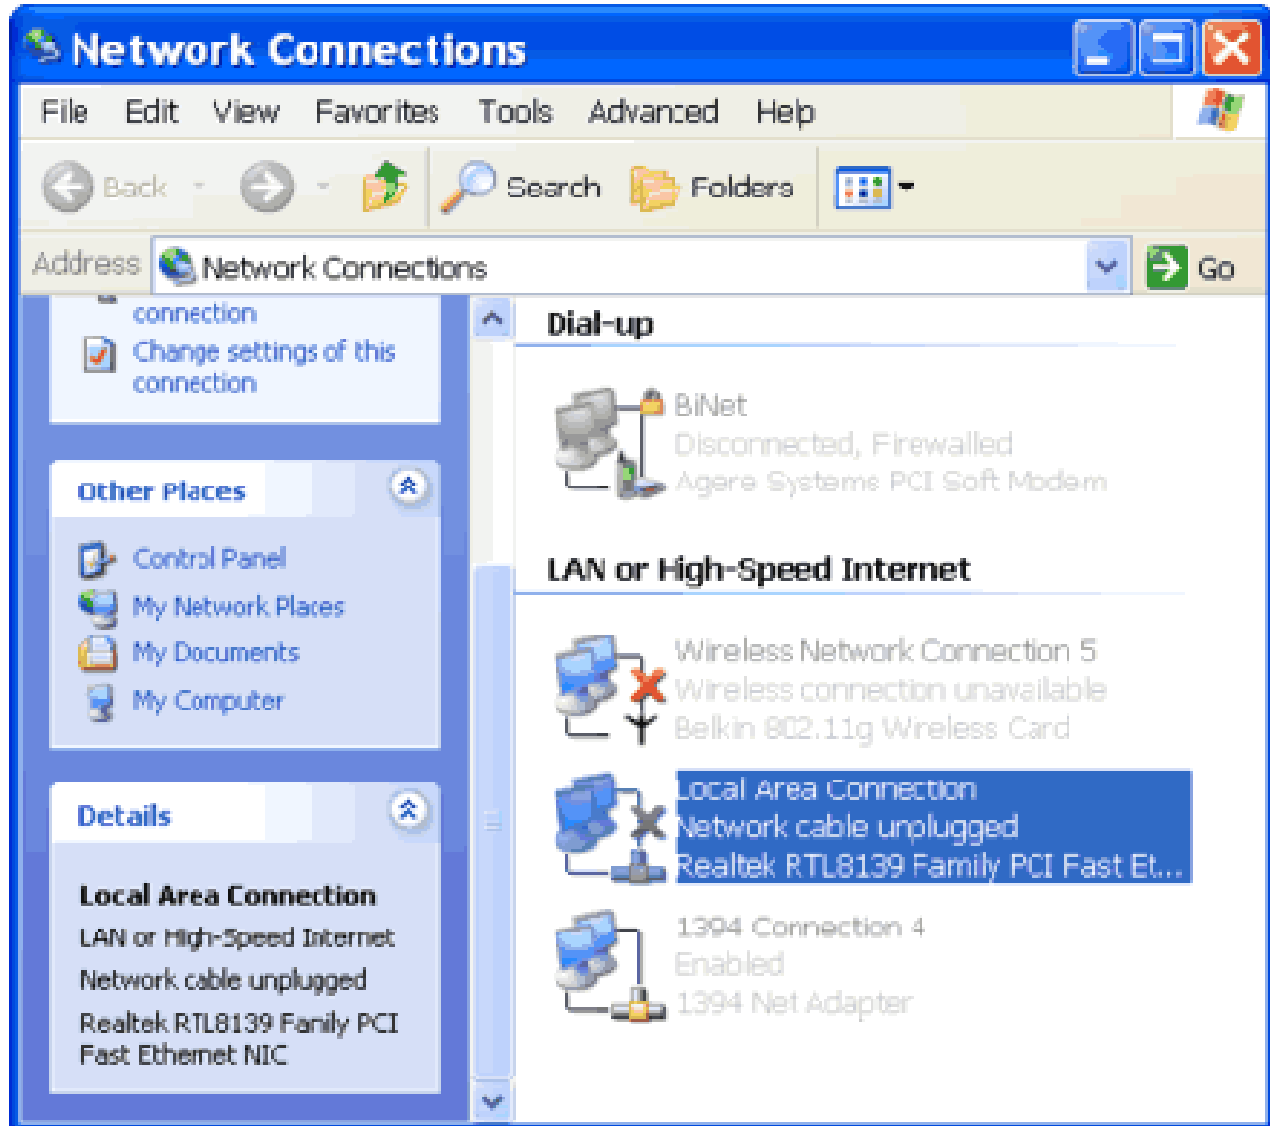 Network Connections
File Edit View Favorites Tools Advanced Help
Back Search Folders
Address Network Connections Go
connection
Change settings of this
connection
Other Places
Control Panel
My Network Places
My Documents
My Computer
Details
Local Area Connection
LAN or High-Speed Internet
Network cable unplugged
Realtek RTL8139 Family PCI
Fast Ethernet NIC
Dial-up
BiNet
Disconnected, Firewalled
Agere Systems PCI Soft Modem
LAN or High-Speed Internet
Wireless Network Connection 5
Wireless connection unavailable
Belkin 802.11g Wireless Card
Local Area Connection
Network cable unplugged
Realtek RTL8139 Family PCI Fast Et...
1394 Connection 4
Enabled
1394 Net Adapter